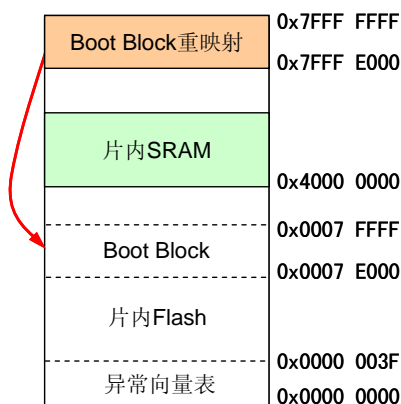 0x7FFF FFFF
Boot Block重映射
0x7FFF E000
片内SRAM
0x4000 0000
0x0007 FFFF
Boot Block
0x0007 E000
片内Flash
0x0000 003F
异常向量表
0x0000 0000